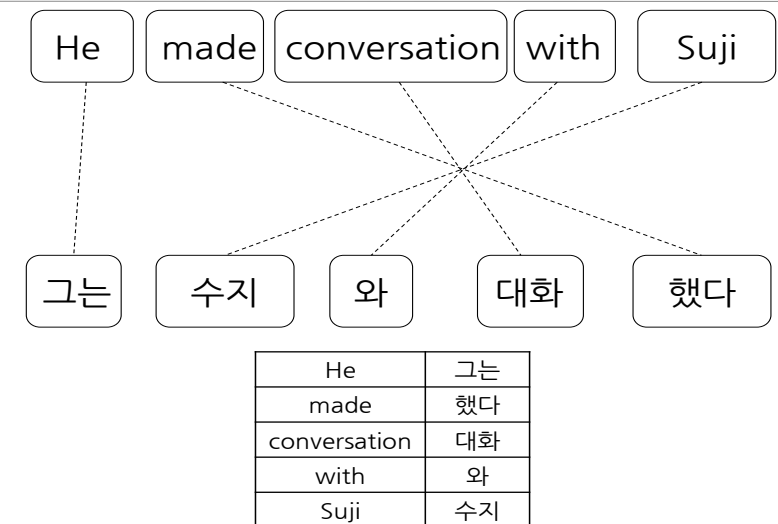 He made conversation with Suji
그는 수지 와 대화 했다
He 그는
made 했다
conversation 대화
with 와
Suji 수지